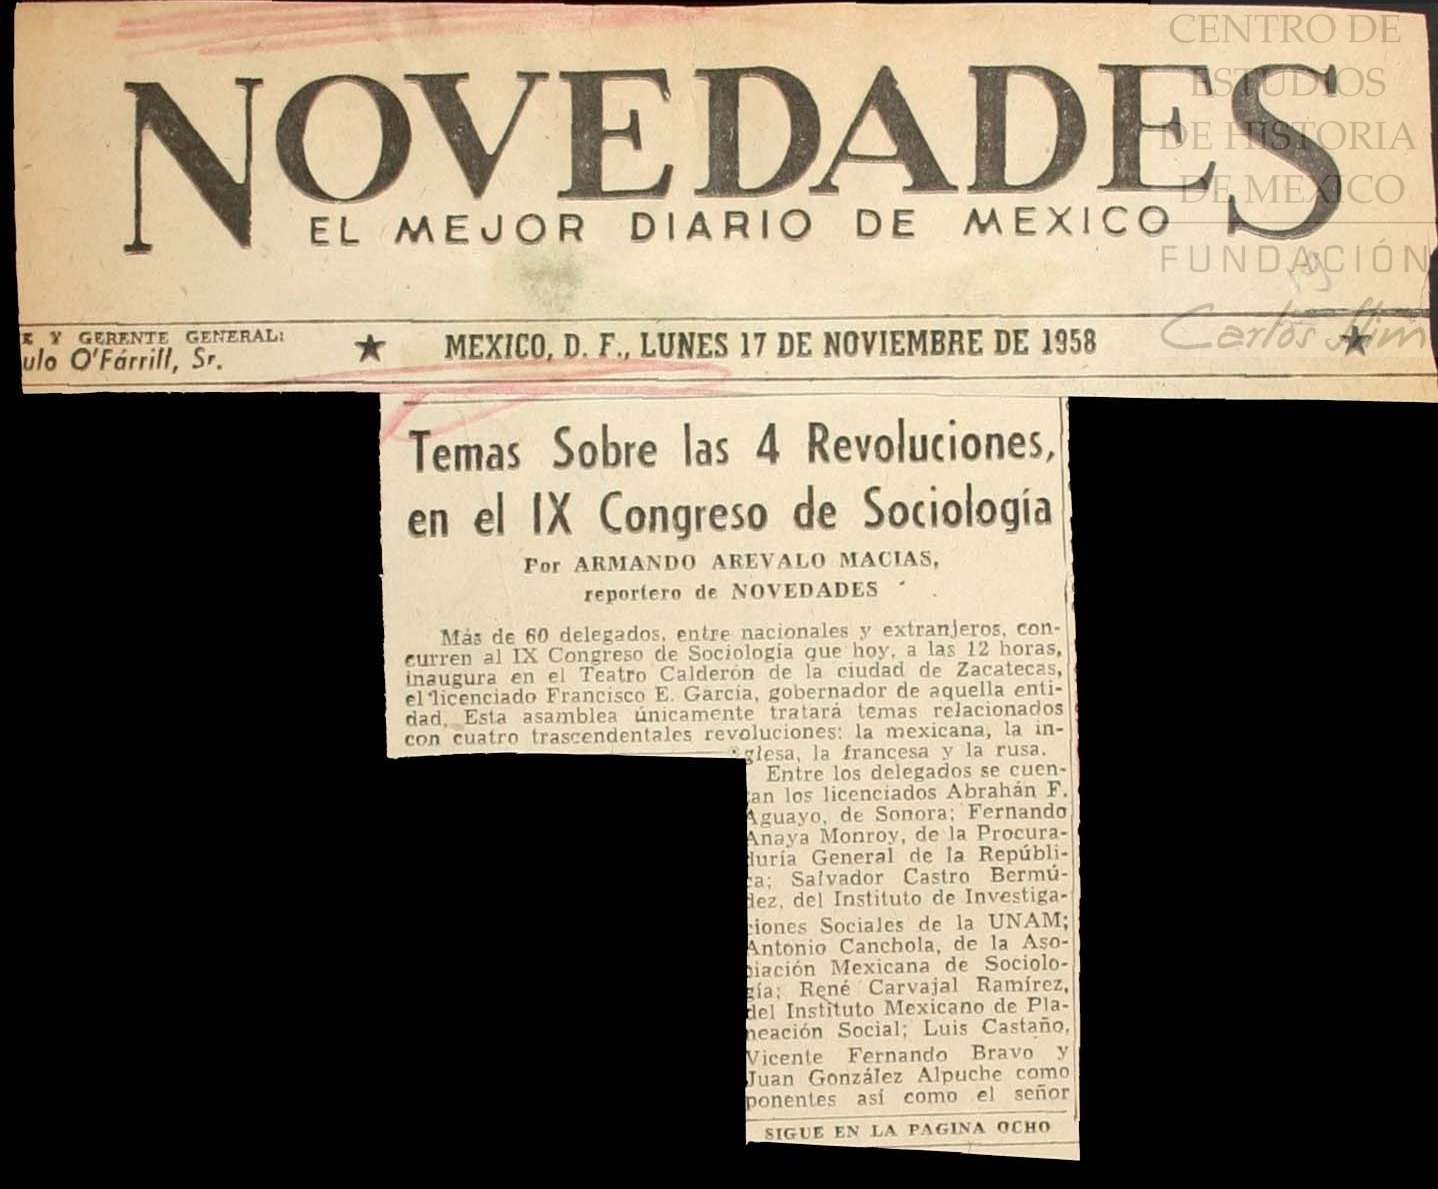 NOVEDADES
EL MEJOR DIARIO DE MEXICO
CENTRO DE
ESTUDIOS
DE HISTORIA
DE MEXICO
FUNDACIÓN
Carlos Slim
E Y GERENTE GENERAL:
ulo O'Fárrill, Sr.
★ MEXICO, D. F., LUNES 17 DE NOVIEMBRE DE 1958 ★
Temas Sobre las 4 Revoluciones,
en el IX Congreso de Sociología
Por ARMANDO AREVALO MACIAS,
reportero de NOVEDADES
Más de 60 delegados, entre nacionales y extranjeros, con-
curren al IX Congreso de Sociología que hoy, a las 12 horas,
inaugura en el Teatro Calderón de la ciudad de Zacatecas,
el licenciado Francisco E. García, gobernador de aquella enti-
dad. Esta asamblea únicamente tratará temas relacionados
con cuatro trascendentales revoluciones: la mexicana, la in-
glesa, la francesa y la rusa.
Entre los delegados se cuen-
an los licenciados Abrahán F.
Aguayo, de Sonora; Fernando
Anaya Monroy, de la Procura-
duría General de la Repúbli-
ca; Salvador Castro Bermú-
dez, del Instituto de Investiga-
ciones Sociales de la UNAM;
Antonio Canchola, de la Aso-
ciación Mexicana de Sociolo-
gía; René Carvajal Ramírez,
del Instituto Mexicano de Pla-
neación Social; Luis Castaño,
Vicente Fernando Bravo y
Juan González Alpuche como
ponentes así como el señor
SIGUE EN LA PAGINA OCHO